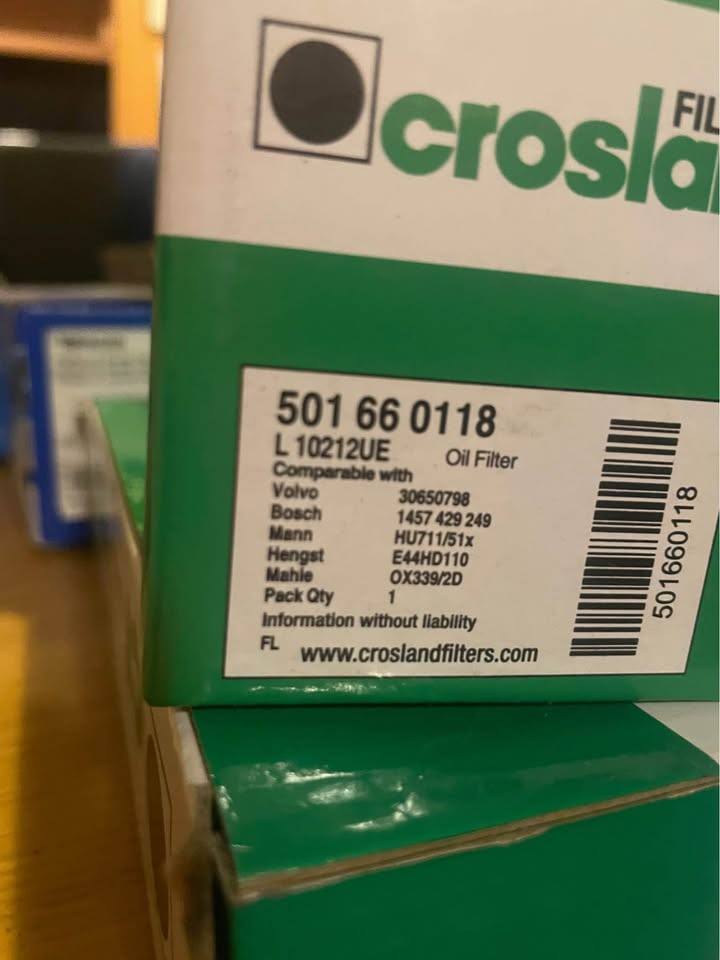 FIL
crosla
501 66 0118
L 10212UE Oil Filter
Comparable with
Volvo 30650798
Bosch 1457 429 249
Mann HU711/51x
Hengst E44HD110
Mahle OX339/2D
Pack Qty 1
Information without liability
FL www.croslandfilters.com
501660118